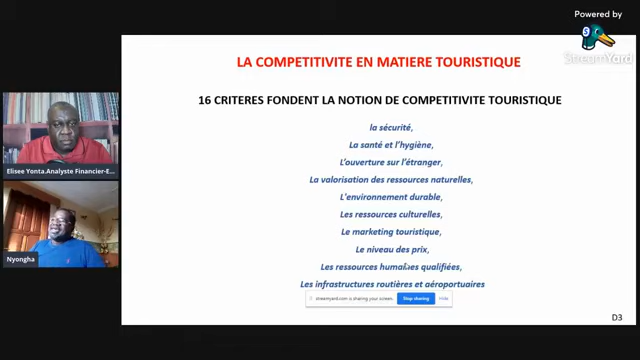 Powered by
StreamYard
LA COMPETITIVITE EN MATIERE TOURISTIQUE
16 CRITERES FONDENT LA NOTION DE COMPETITIVITE TOURISTIQUE
la sécurité,
La santé et l'hygiène,
L'ouverture sur l'étranger,
La valorisation des ressources naturelles,
L'environnement durable,
Les ressources culturelles,
Le marketing touristique,
Le niveau des prix,
Les ressources humaines qualifiées,
Les infrastructures routières et aéroportuaires
streamyard.com is sharing your screen.
Stop sharing
Hide
D3
Elisee Yonta.Analyste Financier-E...
Nyongha